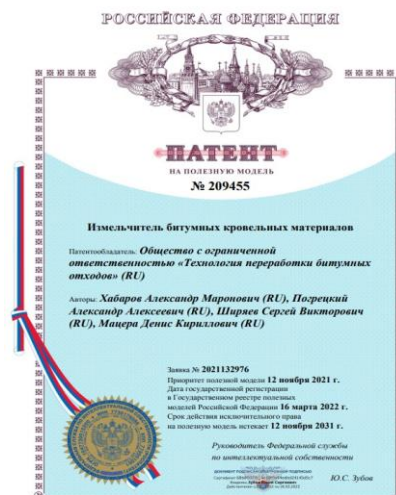 РОССИЙСКАЯ ФЕДЕРАЦИЯ
ПАТЕНТ
НА ПОЛЕЗНУЮ МОДЕЛЬ
№ 209455
Измельчитель битумных кровельных материалов
Патентообладатель: Общество с ограниченной
ответственностью «Технология переработки битумных
отходов» (RU)
Авторы: Хабаров Александр Маронович (RU), Погрецкий
Александр Алексеевич (RU), Ширяев Сергей Викторович
(RU), Мацера Денис Кириллович (RU)
Заявка № 2021132976
Приоритет полезной модели 12 ноября 2021 г.
Дата государственной регистрации
в Государственном реестре полезных
моделей Российской Федерации 16 марта 2022 г.
Срок действия исключительного права
на полезную модель истекает 12 ноября 2031 г.
Руководитель Федеральной службы
по интеллектуальной собственности
ДОКУМЕНТ ПОДПИСАН ЭЛЕКТРОННОЙ ПОДПИСЬЮ
Ю.С. Зубов